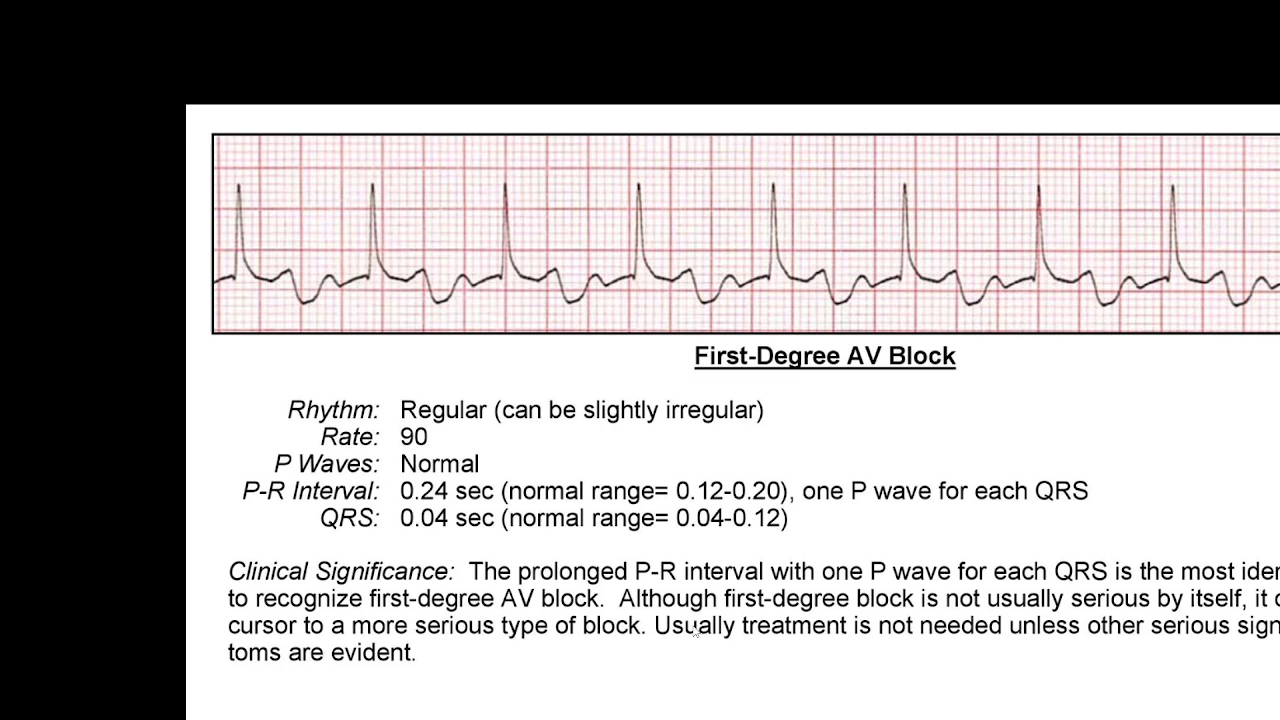 First-Degree AV Block
Rhythm: Regular (can be slightly irregular)
Rate: 90
P Waves: Normal
P-R Interval: 0.24 sec (normal range= 0.12-0.20), one P wave for each QRS
QRS: 0.04 sec (normal range= 0.04-0.12)
Clinical Significance: The prolonged P-R interval with one P wave for each QRS is the most
to recognize first-degree AV block. Although first-degree block is not usually serious by itself, it
cursor to a more serious type of block. Usually treatment is not needed unless other serious
toms are evident.